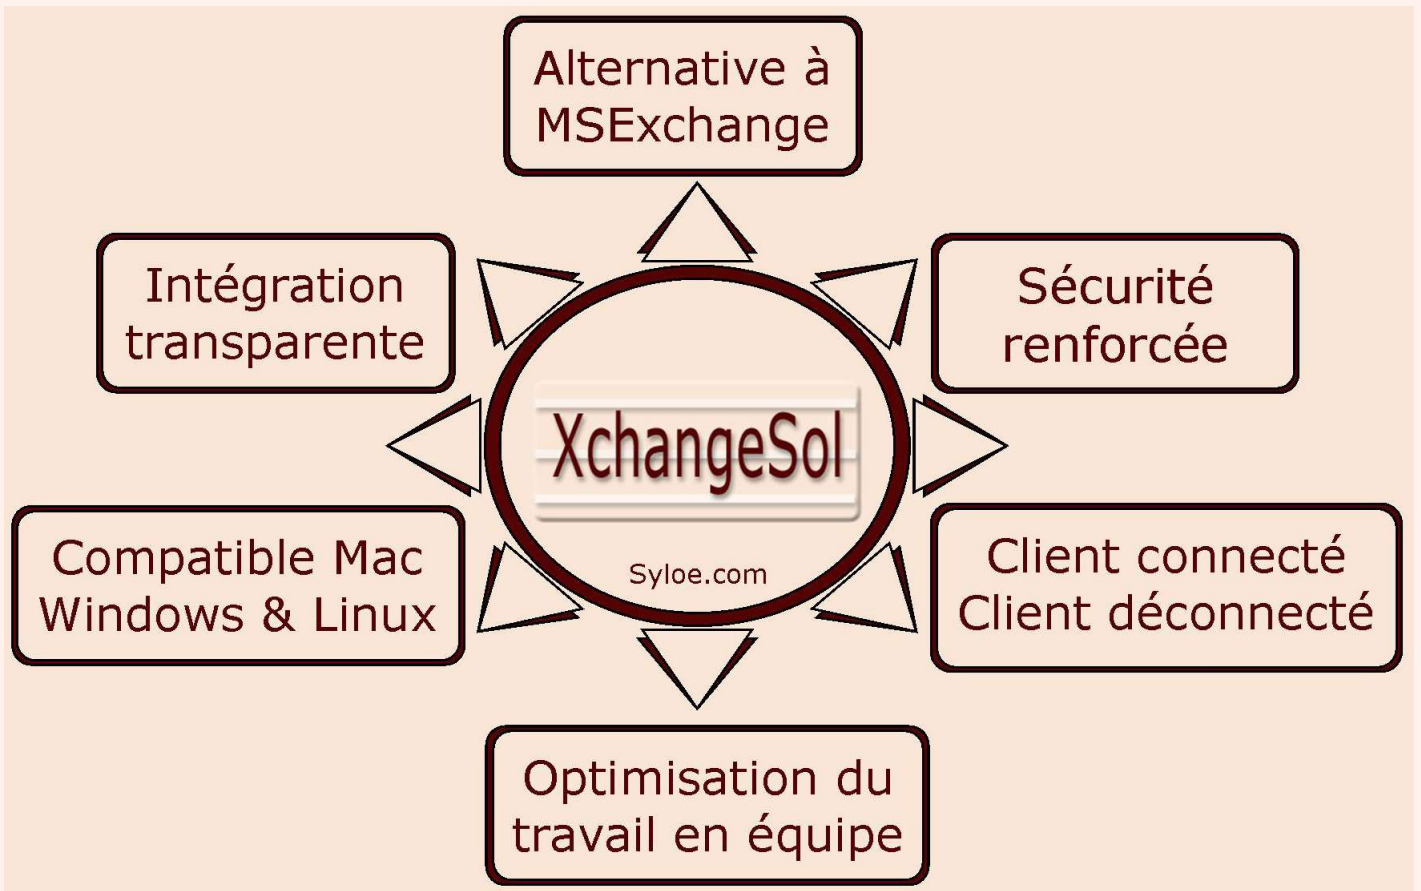 Alternative à
MSExchange
Intégration
transparente
Sécurité
renforcée
XchangeSol
Syloe.com
Compatible Mac
Windows & Linux
Client connecté
Client déconnecté
Optimisation du
travail en équipe